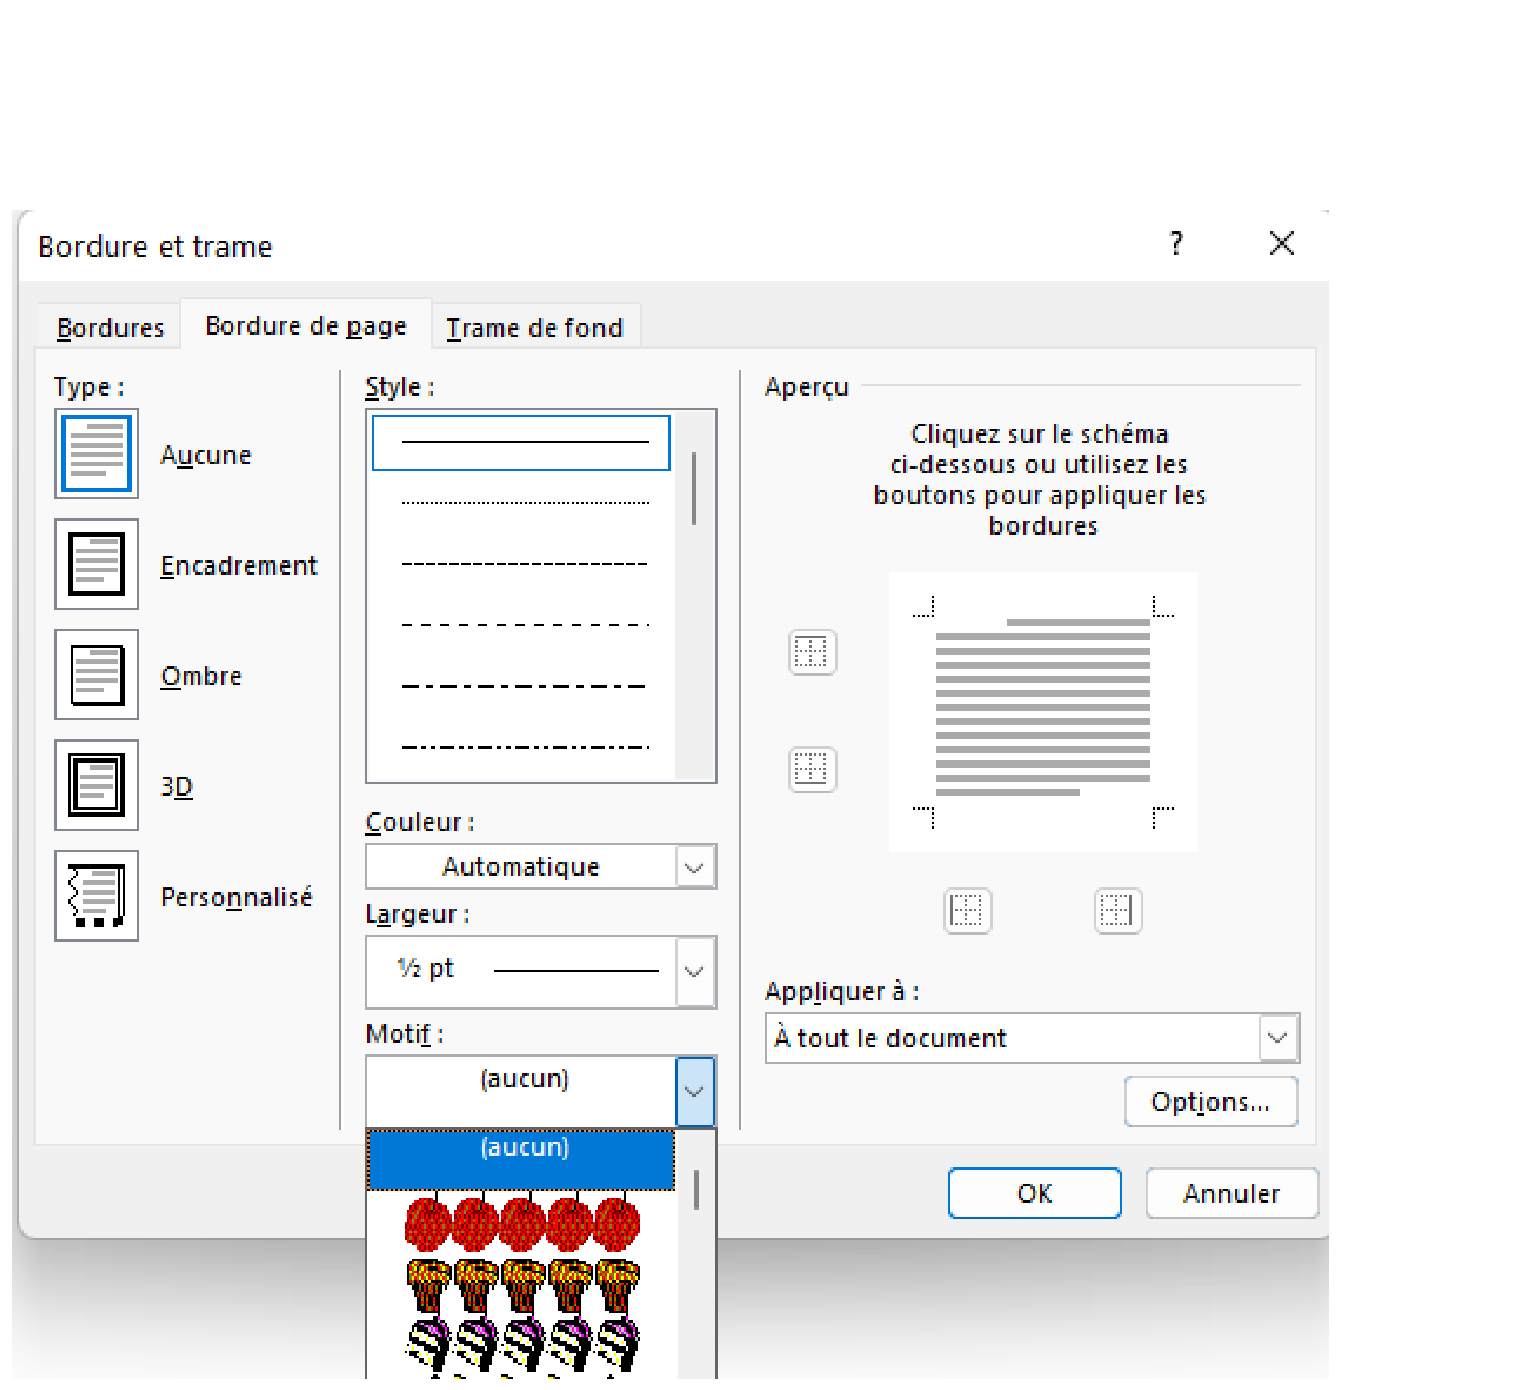 Bordure et trame
?
Bordures
Bordure de page
Trame de fond
Type :
Aucune
Encadrement
Ombre
3D
Personnalisé
Style :
Couleur :
Automatique
Largeur :
½ pt
Motif :
(aucun)
(aucun)
Aperçu
Cliquez sur le schéma
ci-dessous ou utilisez les
boutons pour appliquer les
bordures
Appliquer à :
À tout le document
Options...
OK
Annuler